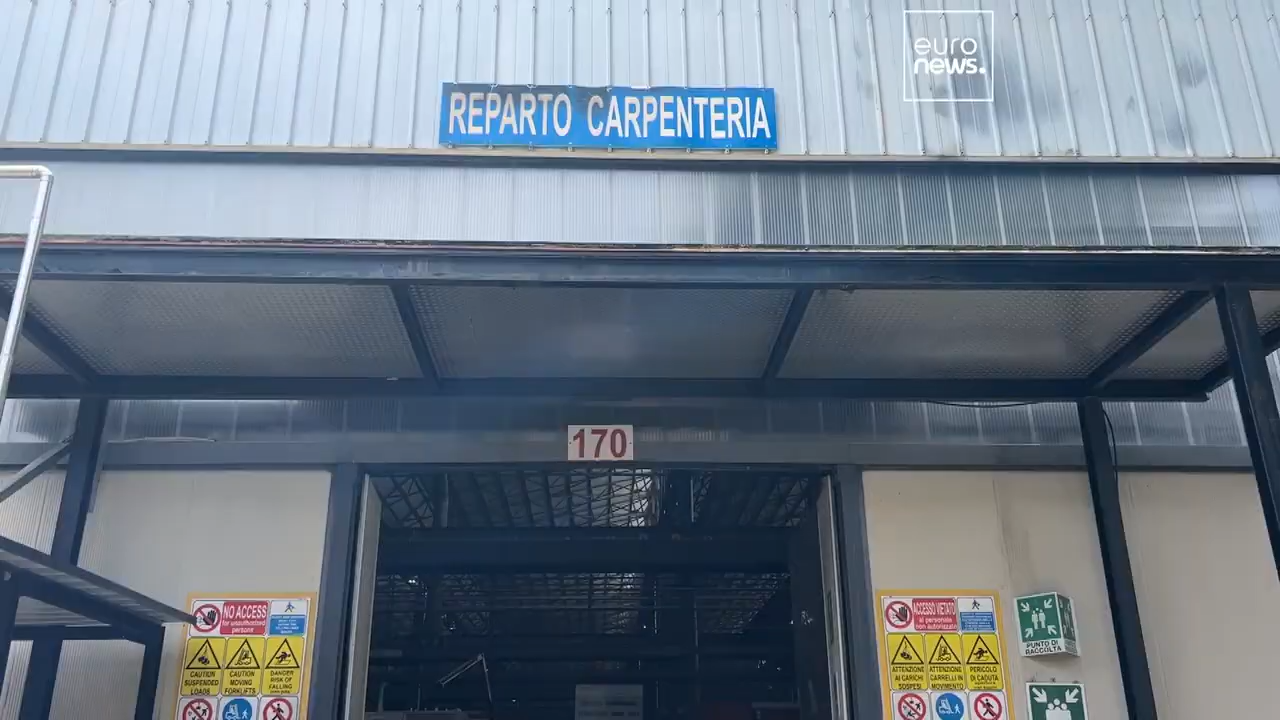 euro
news.
REPARTO CARPENTERIA
170
NO ACCESS
for unauthorized
persons
CAUTION
SUSPENDED
LOADS
CAUTION
MOVING
FORKLIFTS
DANGER
RISK OF
FALLING
ACCESSO VIETATO
al personale
non autorizzato
ATTENZIONE
AI CARICHI
SOSPESI
ATTENZIONE
CARRELLI IN
MOVIMENTO
PERICOLO
DI CADUTA
PUNTO DI
RACCOLTA